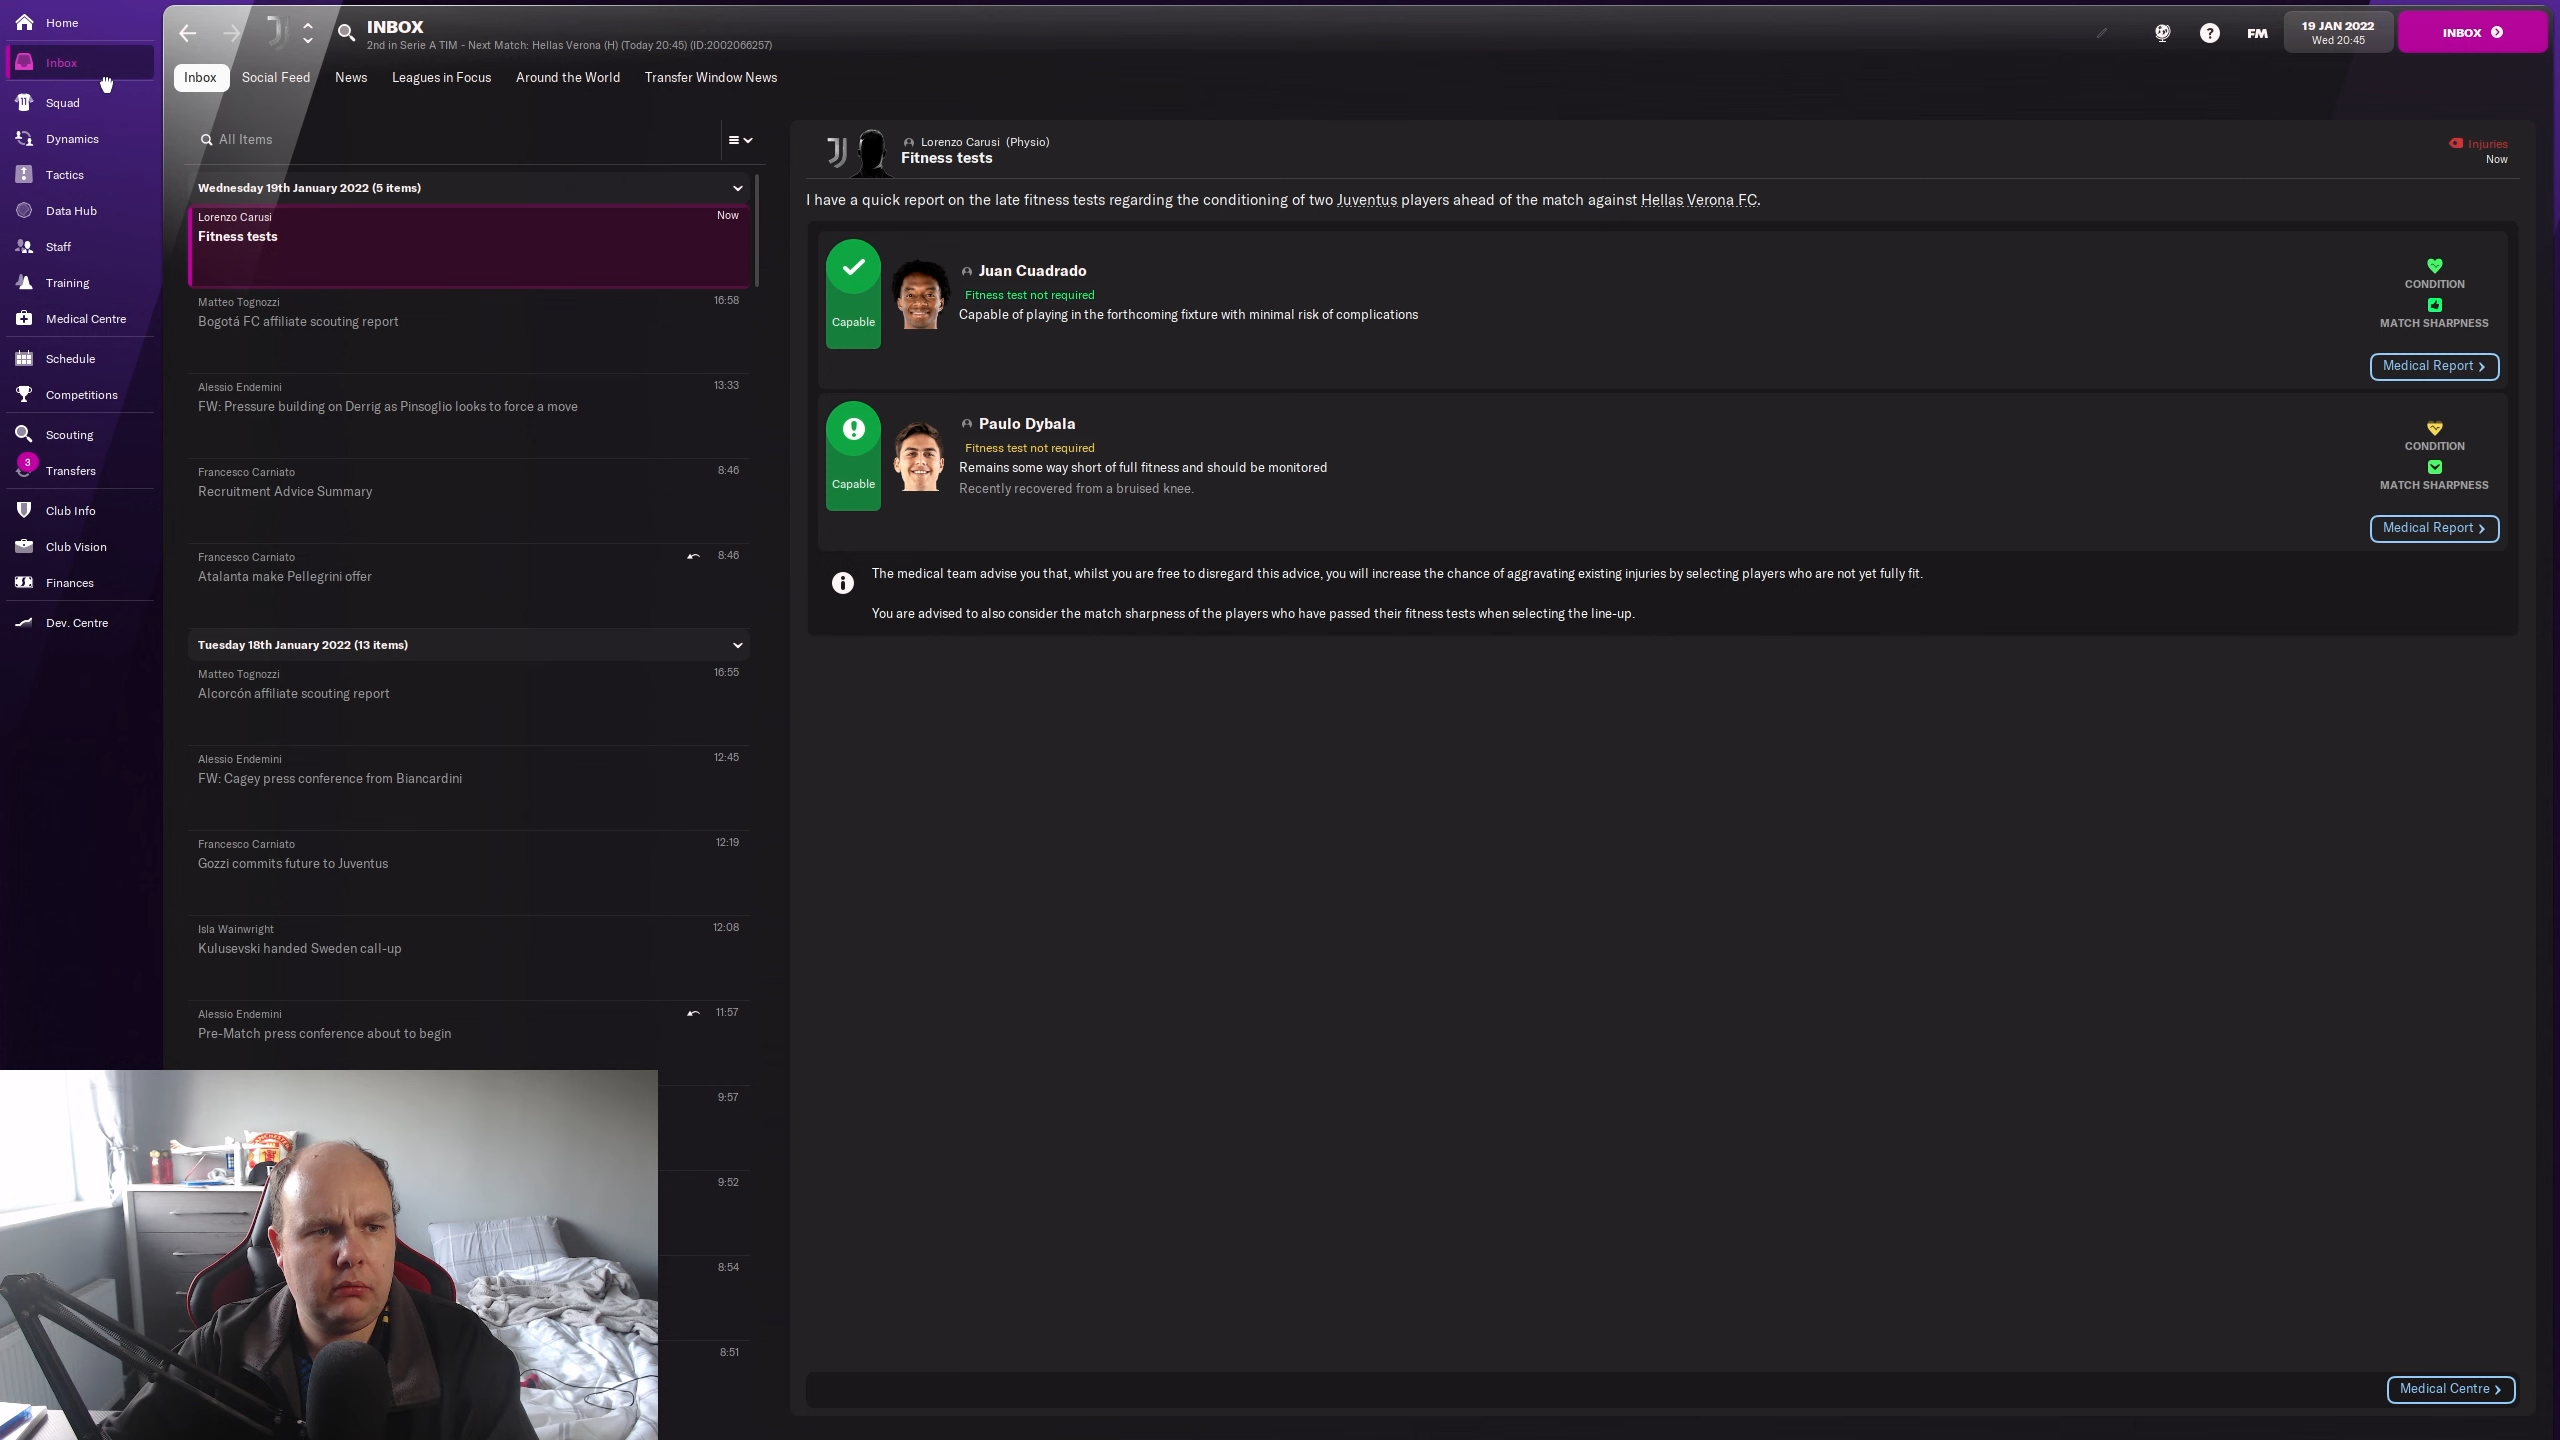 Home
Inbox
Squad
Dynamics
Tactics
Data Hub
Staff
Training
Medical Centre
Schedule
Competitions
Scouting
3
Transfers
Club Info
Club Vision
Finances
Dev. Centre
INBOX
2nd in Serie A TIM - Next Match: Hellas Verona (H) (Today 20:45) (ID:2002066257)
FM
19 JAN 2022
Wed 20:45
INBOX
Inbox
Social Feed
News
Leagues in Focus
Around the World
Transfer Window News
All Items
Wednesday 19th January 2022 (5 items)
Lorenzo Carusi
Now
Fitness tests
Matteo Tognozzi
16:58
Bogotá FC affiliate scouting report
Alessio Endemini
13:33
FW: Pressure building on Derrig as Pinsoglio looks to force a move
Francesco Carniato
8:46
Recruitment Advice Summary
Francesco Carniato
8:46
Atalanta make Pellegrini offer
Tuesday 18th January 2022 (13 items)
Matteo Tognozzi
16:55
Alcorcón affiliate scouting report
Alessio Endemini
12:45
FW: Cagey press conference from Biancardini
Francesco Carniato
12:19
Gozzi commits future to Juventus
Isla Wainwright
12:08
Kulusevski handed Sweden call-up
Alessio Endemini
11:57
Pre-Match press conference about to begin
9:57
9:52
8:54
8:51
Lorenzo Carusi (Physio)
Fitness tests
Injuries
Now
I have a quick report on the late fitness tests regarding the conditioning of two Juventus players ahead of the match against Hellas Verona FC.
Capable
Juan Cuadrado
Fitness test not required
Capable of playing in the forthcoming fixture with minimal risk of complications
CONDITION
MATCH SHARPNESS
Medical Report
Capable
Paulo Dybala
Fitness test not required
Remains some way short of full fitness and should be monitored
Recently recovered from a bruised knee.
CONDITION
MATCH SHARPNESS
Medical Report
The medical team advise you that, whilst you are free to disregard this advice, you will increase the chance of aggravating existing injuries by selecting players who are not yet fully fit.
You are advised to also consider the match sharpness of the players who have passed their fitness tests when selecting the line-up.
Medical Centre